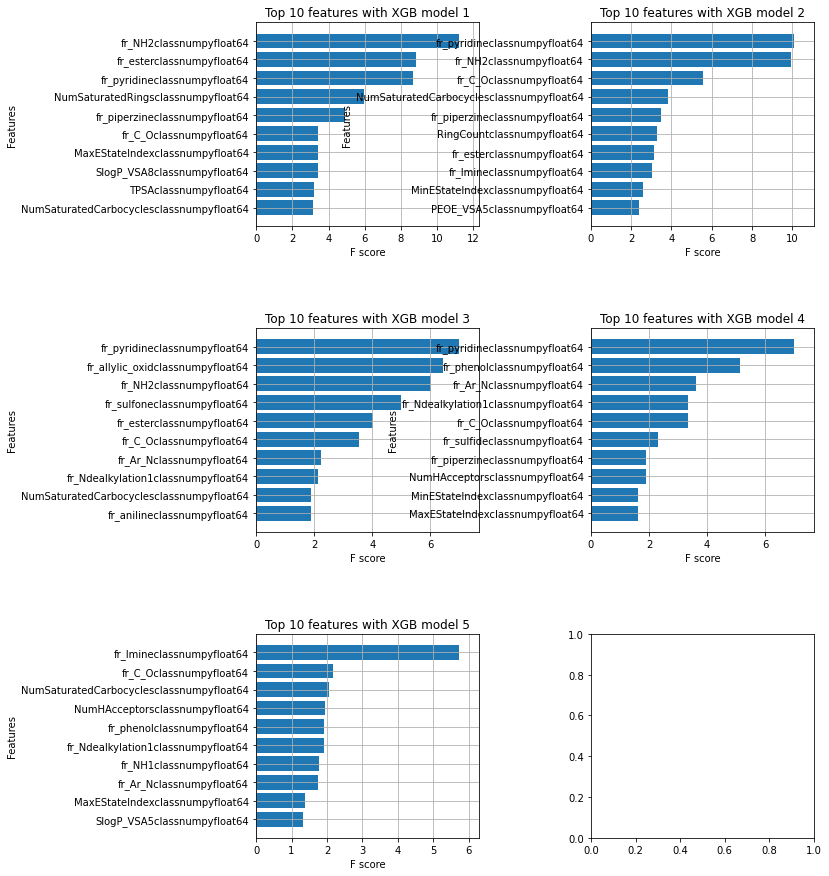 Top 10 features with XGB model 1
Features
fr_NH2classnumpyfloat64
fr_esterclassnumpyfloat64
fr_pyridineclassnumpyfloat64
NumSaturatedRingsclassnumpyfloat64
fr_piperzineclassnumpyfloat64
fr_C_Oclassnumpyfloat64
MaxEStateIndexclassnumpyfloat64
SlogP_VSA8classnumpyfloat64
TPSAclassnumpyfloat64
NumSaturatedCarbocyclesclassnumpyfloat64
0 2 4 6 8 10 12
F score
Top 10 features with XGB model 2
Features
fr_pyridineclassnumpyfloat64
fr_NH2classnumpyfloat64
fr_C_Oclassnumpyfloat64
NumSaturatedCarbocyclesclassnumpyfloat64
fr_piperzineclassnumpyfloat64
RingCountclassnumpyfloat64
fr_esterclassnumpyfloat64
fr_Imineclassnumpyfloat64
MinEStateIndexclassnumpyfloat64
PEOE_VSA5classnumpyfloat64
0 2 4 6 8 10
F score
Top 10 features with XGB model 3
Features
fr_pyridineclassnumpyfloat64
fr_allylic_oxidclassnumpyfloat64
fr_NH2classnumpyfloat64
fr_sulfoneclassnumpyfloat64
fr_esterclassnumpyfloat64
fr_C_Oclassnumpyfloat64
fr_Ar_Nclassnumpyfloat64
fr_Ndealkylation1classnumpyfloat64
NumSaturatedCarbocyclesclassnumpyfloat64
fr_anilineclassnumpyfloat64
0 2 4 6
F score
Top 10 features with XGB model 4
Features
fr_pyridineclassnumpyfloat64
fr_phenolclassnumpyfloat64
fr_Ar_Nclassnumpyfloat64
fr_Ndealkylation1classnumpyfloat64
fr_C_Oclassnumpyfloat64
fr_sulfideclassnumpyfloat64
fr_piperzineclassnumpyfloat64
NumHAcceptorsclassnumpyfloat64
MinEStateIndexclassnumpyfloat64
MaxEStateIndexclassnumpyfloat64
0 2 4 6
F score
Top 10 features with XGB model 5
Features
fr_Imineclassnumpyfloat64
fr_C_Oclassnumpyfloat64
NumSaturatedCarbocyclesclassnumpyfloat64
NumHAcceptorsclassnumpyfloat64
fr_phenolclassnumpyfloat64
fr_Ndealkylation1classnumpyfloat64
fr_NH1classnumpyfloat64
fr_Ar_Nclassnumpyfloat64
MaxEStateIndexclassnumpyfloat64
SlogP_VSA5classnumpyfloat64
0 1 2 3 4 5 6
F score
1.0
0.8
0.6
0.4
0.2
0.0
0.0 0.2 0.4 0.6 0.8 1.0